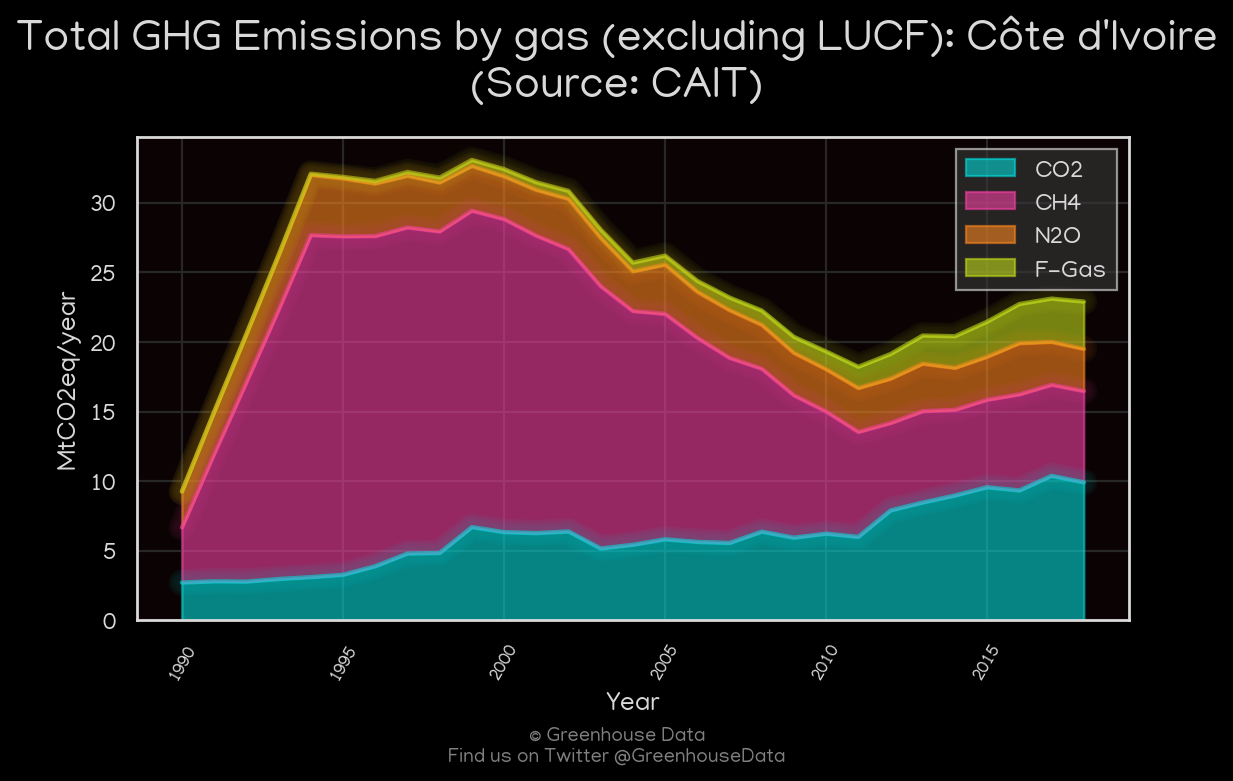 Total GHG Emissions by gas (excluding LUCF): Côte d'Ivoire
(Source: CAIT)
CO2
CH4
N2O
F-Gas
MtCO2eq/year
30
25
20
15
10
5
0
1990
1995
2000
2005
2010
2015
Year
© Greenhouse Data
Find us on Twitter @GreenhouseData